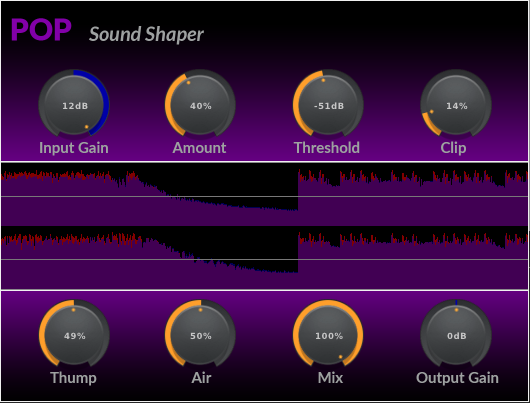 POP Sound Shaper
12dB 40% -51dB 14%
Input Gain Amount Threshold Clip
49% 50% 100% 0dB
Thump Air Mix Output Gain